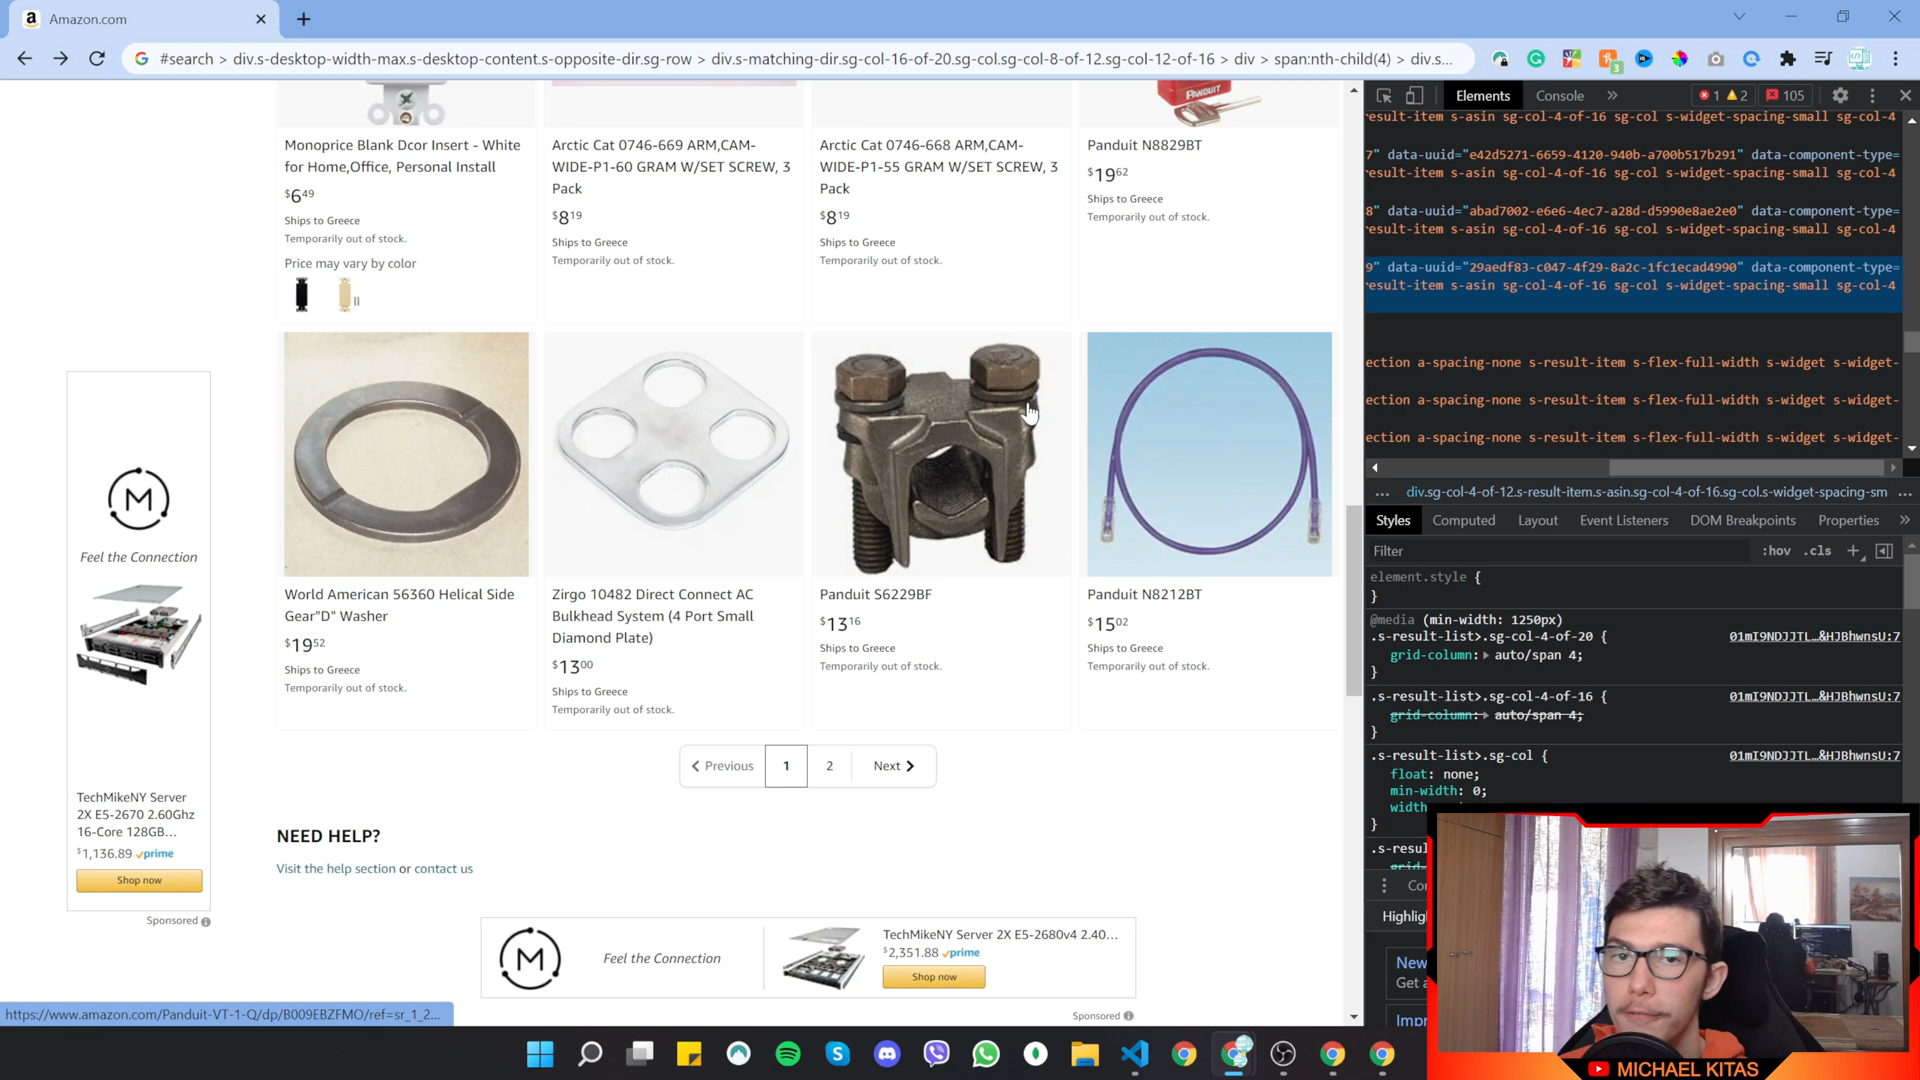 Amazon.com
#search > div.s-desktop-width-max.s-desktop-content.s-opposite-dir.sg-row > div.s-matching-dir.sg-col-16-of-20.sg-col.sg-col-8-of-12.sg-col-12-of-16 > div > span:nth-child(4) > div.s...
3
PANDUIT
Monoprice Blank Dcor Insert - White
for Home,Office, Personal Install
$6 49
Ships to Greece
Temporarily out of stock.
Price may vary by color
Arctic Cat 0746-669 ARM,CAM-
WIDE-P1-60 GRAM W/SET SCREW, 3
Pack
$8 19
Ships to Greece
Temporarily out of stock.
Arctic Cat 0746-668 ARM,CAM-
WIDE-P1-55 GRAM W/SET SCREW, 3
Pack
$8 19
Ships to Greece
Temporarily out of stock.
Panduit N8829BT
$19 62
Ships to Greece
Temporarily out of stock.
World American 56360 Helical Side
Gear"D" Washer
$19 52
Ships to Greece
Temporarily out of stock.
Zirgo 10482 Direct Connect AC
Bulkhead System (4 Port Small
Diamond Plate)
$13 00
Ships to Greece
Temporarily out of stock.
Panduit S6229BF
$13 16
Ships to Greece
Temporarily out of stock.
Panduit N8212BT
$15 02
Ships to Greece
Temporarily out of stock.
Previous 1 2 Next
NEED HELP?
Visit the help section or contact us
M
Feel the Connection
TechMikeNY Server
2X E5-2670 2.60Ghz
16-Core 128GB...
$1,136.89 prime
Shop now
Sponsored
M
Feel the Connection
TechMikeNY Server 2X E5-2680v4 2.40...
$2,351.88 prime
Shop now
Sponsored
https://www.amazon.com/Panduit-VT-1-Q/dp/B009EBZFMO/ref=sr_1_2...
Elements Console » 1 2 105
result-item s-asin sg-col-4-of-16 sg-col s-widget-spacing-small sg-col-4
7" data-uuid="e42d5271-6659-4120-940b-a700b517b291" data-component-type=
result-item s-asin sg-col-4-of-16 sg-col s-widget-spacing-small sg-col-4
8" data-uuid="abad7002-e6e6-4ec7-a28d-d5990e8ae2e0" data-component-type=
result-item s-asin sg-col-4-of-16 sg-col s-widget-spacing-small sg-col-4
9" data-uuid="29aedf83-c047-4f29-8a2c-1fc1ecad4990" data-component-type=
result-item s-asin sg-col-4-of-16 sg-col s-widget-spacing-small sg-col-4
ection a-spacing-none s-result-item s-flex-full-width s-widget s-widget-
ection a-spacing-none s-result-item s-flex-full-width s-widget s-widget-
ection a-spacing-none s-result-item s-flex-full-width s-widget s-widget-
... div.sg-col-4-of-12.s-result-item.s-asin.sg-col-4-of-16.sg-col.s-widget-spacing-sm ...
Styles Computed Layout Event Listeners DOM Breakpoints Properties »
Filter :hov .cls +
element.style {
}
@media (min-width: 1250px)
.s-result-list>.sg-col-4-of-20 { 01mI9NDJJTL…&HJBhwnsU:7
grid-column: auto/span 4;
}
.s-result-list>.sg-col-4-of-16 { 01mI9NDJJTL…&HJBhwnsU:7
grid-column: auto/span 4;
}
.s-result-list>.sg-col { 01mI9NDJJTL…&HJBhwnsU:7
float: none;
min-width: 0;
width
}
.s-resul
grid-
Con
Highligh
New
Get a
Impr
MICHAEL KITAS